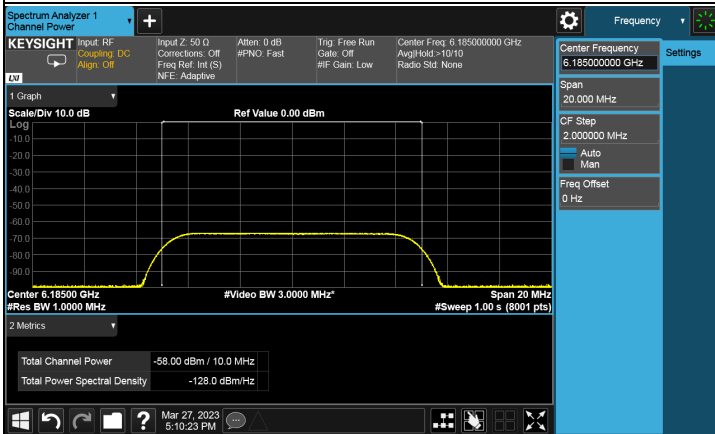 Spectrum Analyzer 1
Channel Power
Frequency
KEYSIGHT
Input: RF
Coupling: DC
Align: Off
Input Z: 50 Ω
Corrections: Off
Freq Ref: Int (S)
NFE: Adaptive
Atten: 0 dB
#PNO: Fast
Trig: Free Run
Gate: Off
#IF Gain: Low
Center Freq: 6.185000000 GHz
Avg|Hold:>10/10
Radio Std: None
LXI
Center Frequency
6.185000000 GHz
Settings
Span
20.000 MHz
CF Step
2.000000 MHz
Auto
Man
Freq Offset
0 Hz
1 Graph
Scale/Div 10.0 dB
Ref Value 0.00 dBm
Log
-10.0
-20.0
-30.0
-40.0
-50.0
-60.0
-70.0
-80.0
-90.0
Center 6.18500 GHz
#Video BW 3.0000 MHz*
Span 20 MHz
#Res BW 1.0000 MHz
#Sweep 1.00 s (8001 pts)
2 Metrics
Total Channel Power
-58.00 dBm / 10.0 MHz
Total Power Spectral Density
-128.0 dBm/Hz
Mar 27, 2023
5:10:23 PM